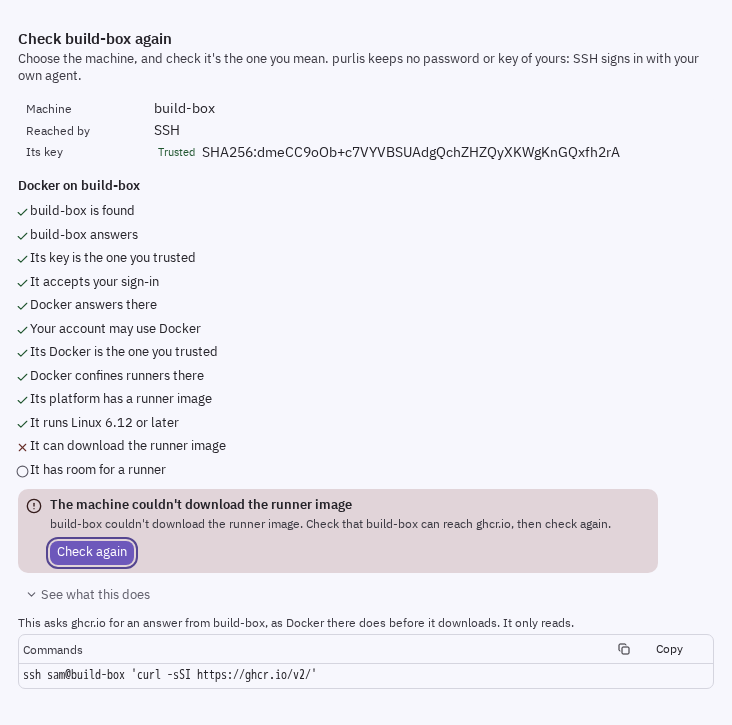 Check build-box again
Choose the machine, and check it's the one you mean. purlis keeps no password or key of yours: SSH signs in with your
own agent.
Machine build-box
Reached by SSH
Its key Trusted SHA256:dmeCC9oOb+c7VYVBSUAdgQchZHZQyXKWgKnGQxfh2rA
Docker on build-box
build-box is found
build-box answers
Its key is the one you trusted
It accepts your sign-in
Docker answers there
Your account may use Docker
Its Docker is the one you trusted
Docker confines runners there
Its platform has a runner image
It runs Linux 6.12 or later
It can download the runner image
It has room for a runner
The machine couldn't download the runner image
build-box couldn't download the runner image. Check that build-box can reach ghcr.io, then check again.
Check again
See what this does
This asks ghcr.io for an answer from build-box, as Docker there does before it downloads. It only reads.
Commands Copy
ssh sam@build-box 'curl -sSI https://ghcr.io/v2/'